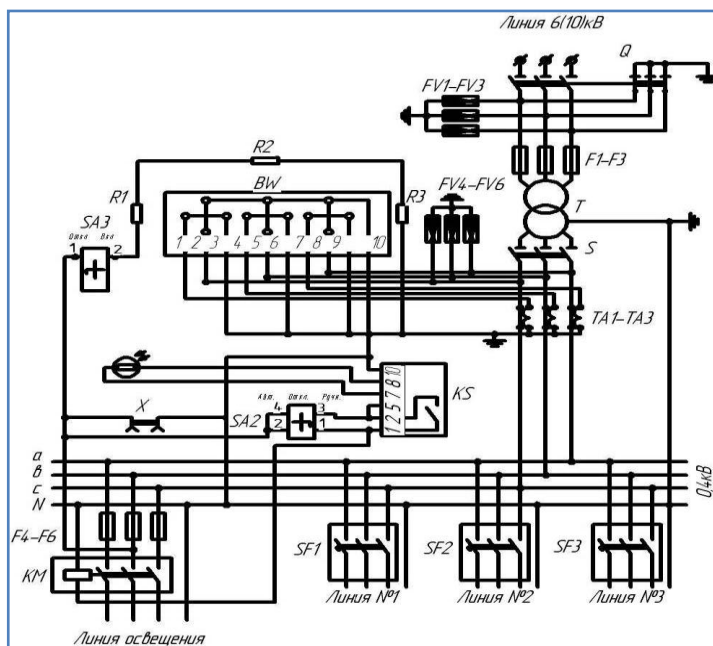 Линия 6(10)кВ
Q
FV1-FV3
R2
F1-F3
R1
BW
R3
FV4-FV6
T
SA3
Откл. Вкл.
1 2
S
1 2 3 4 5 6 7 8 9 10
TA1-TA3
X
Авт. Откл. Ручн.
4 3
SA2
2 1
1 2 5 7 8 10
KS
a
в
c
N
0,4кВ
F4-F6
SF1
SF2
SF3
KM
Линия №1
Линия №2
Линия №3
Линия освещения